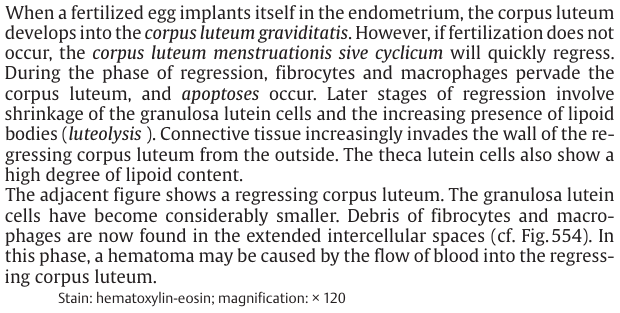 When a fertilized egg implants itself in the endometrium, the corpus luteum
develops into the corpus luteum graviditatis. However, if fertilization does not
occur, the corpus luteum menstruationis sive cyclicum will quickly regress.
During the phase of regression, fibrocytes and macrophages pervade the
corpus luteum, and apoptoses occur. Later stages of regression involve
shrinkage of the granulosa lutein cells and the increasing presence of lipoid
bodies (luteolysis ). Connective tissue increasingly invades the wall of the re-
gressing corpus luteum from the outside. The theca lutein cells also show a
high degree of lipoid content.
The adjacent figure shows a regressing corpus luteum. The granulosa lutein
cells have become considerably smaller. Debris of fibrocytes and macro-
phages are now found in the extended intercellular spaces (cf. Fig. 554). In
this phase, a hematoma may be caused by the flow of blood into the regress-
ing corpus luteum.
Stain: hematoxylin-eosin; magnification: × 120